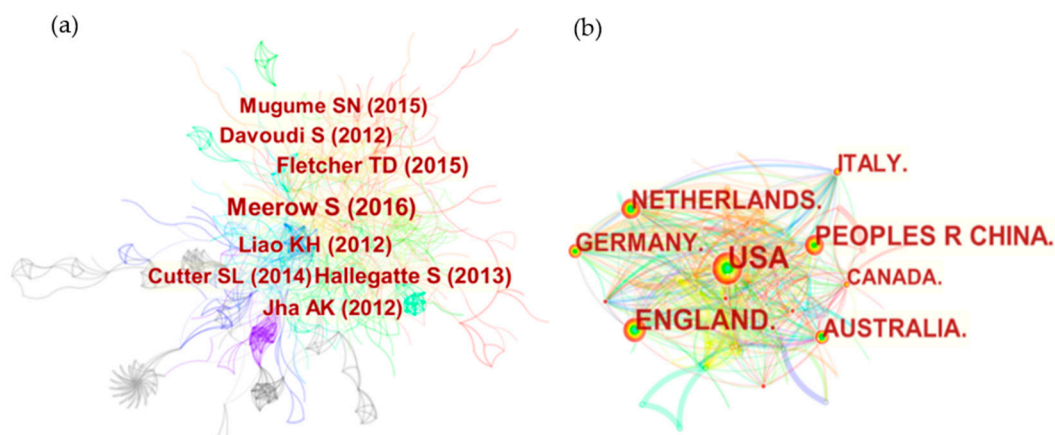 (a)
Mugume SN (2015)
Davoudi S (2012)
Fletcher TD (2015)
Meerow S (2016)
Liao KH (2012)
Cutter SL (2014) Hallegatte S (2013)
Jha AK (2012)
(b)
ITALY.
NETHERLANDS.
PEOPLES R CHINA.
GERMANY.
USA
CANADA.
ENGLAND.
AUSTRALIA.